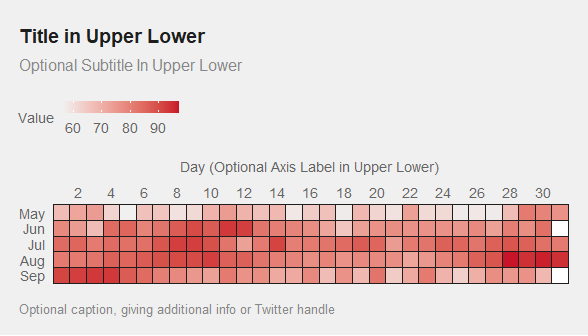 Title in Upper Lower
Optional Subtitle In Upper Lower
Value
60 70 80 90
Day (Optional Axis Label in Upper Lower)
2 4 6 8 10 12 14 16 18 20 22 24 26 28 30
May
Jun
Jul
Aug
Sep
Optional caption, giving additional info or Twitter handle